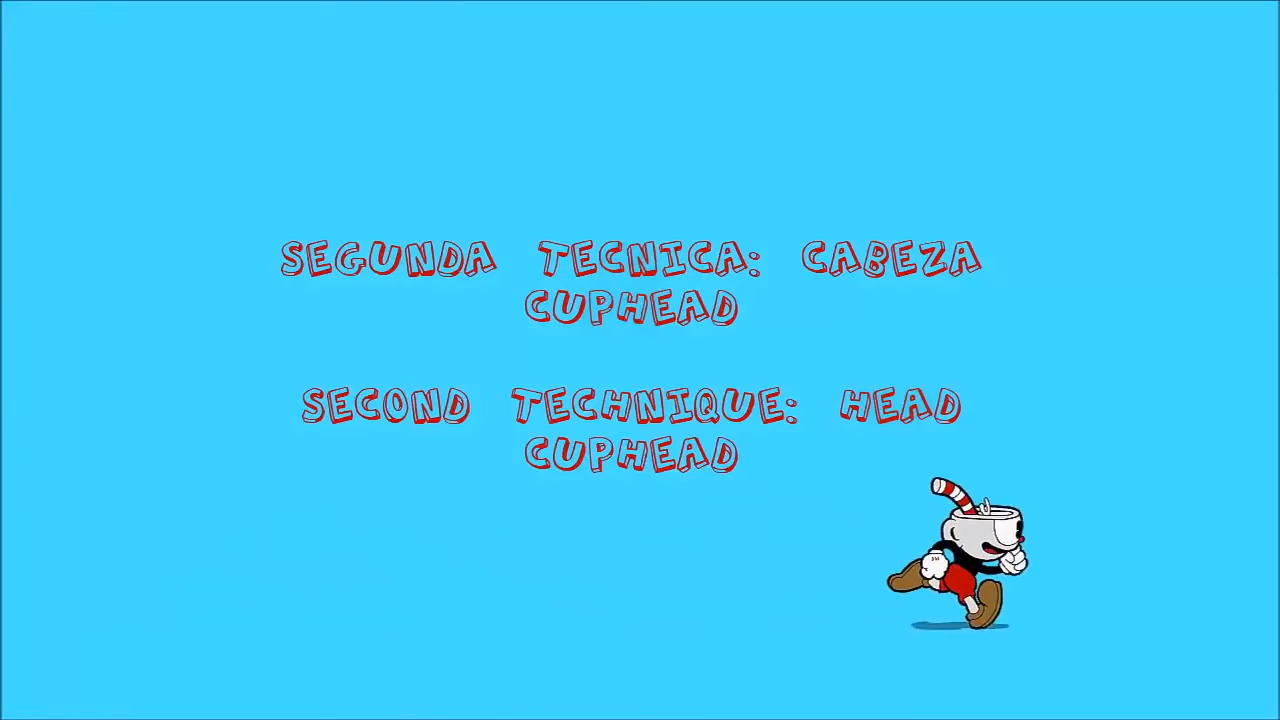 SEGUNDA TECNICA: CABEZA
CUPHEAD
SECOND TECHNIQUE: HEAD
CUPHEAD